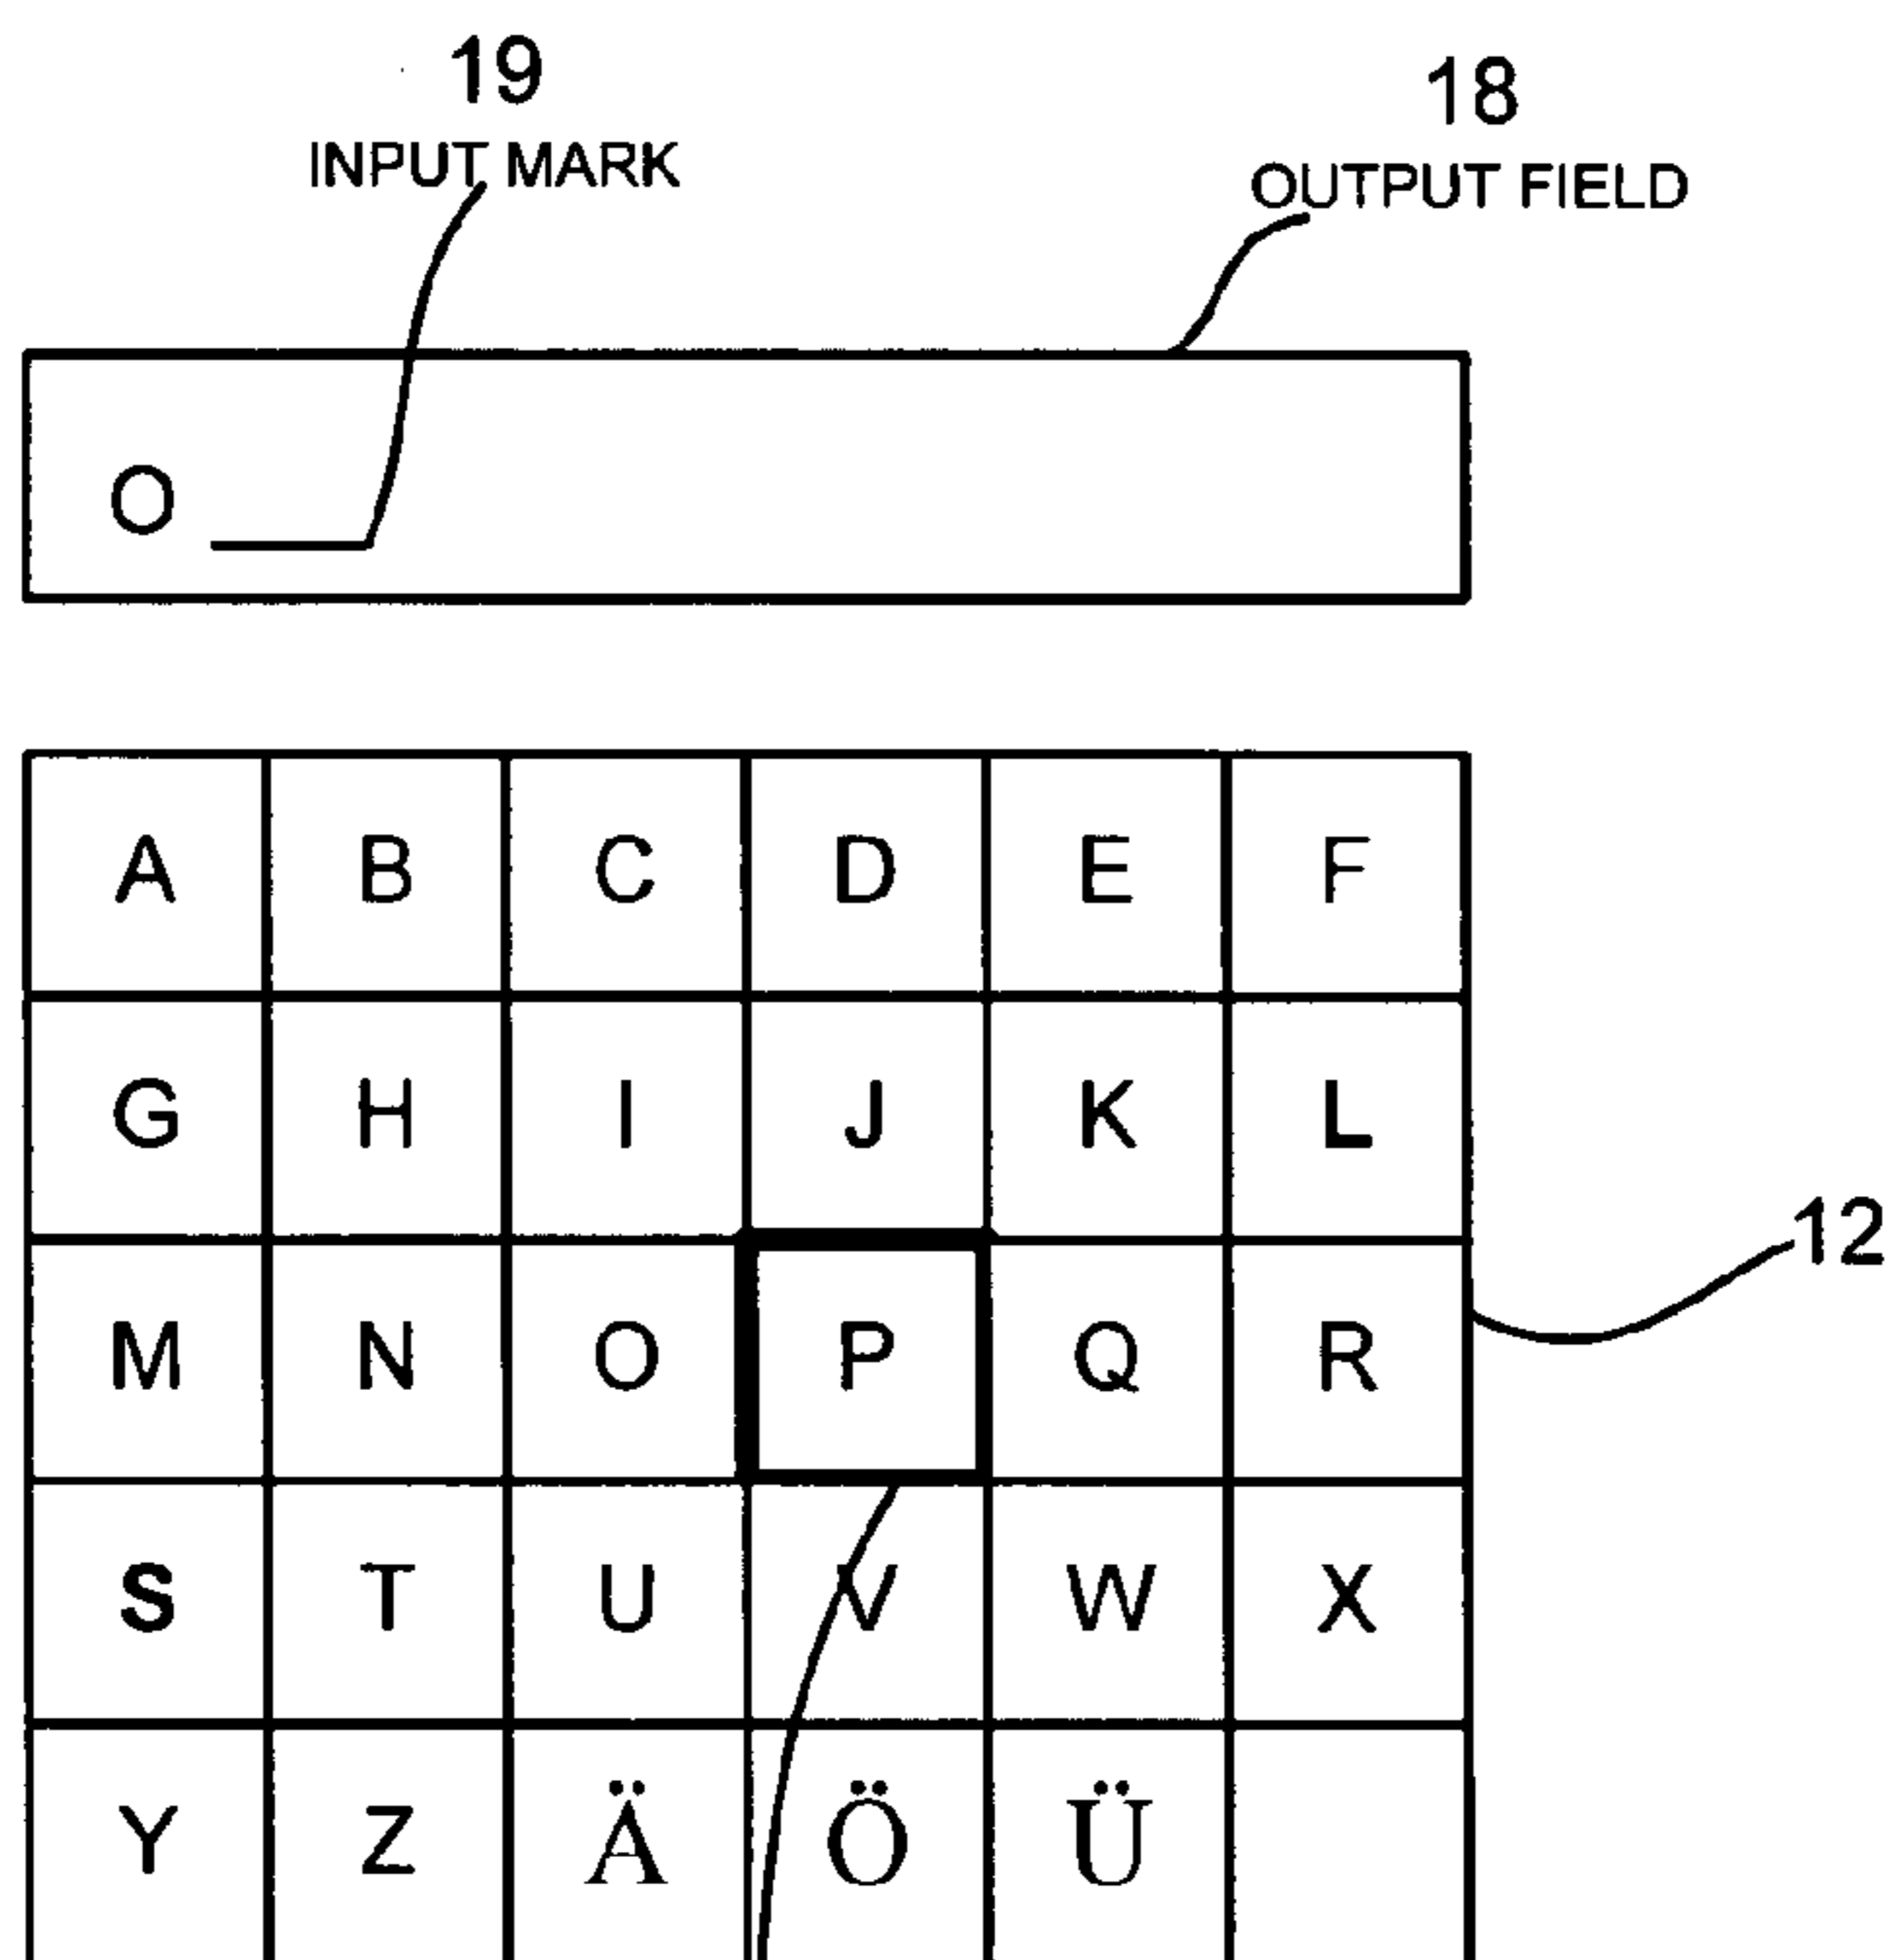 19
INPUT MARK
18
OUTPUT FIELD
O
A B C D E F
G H I J K L
12
M N O P Q R
S T U V W X
Y Z Ä Ö Ü